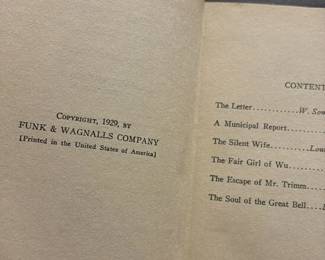 COPYRIGHT, 1929, BY
FUNK & WAGNALLS COMPANY
[Printed in the United States of America]
CONTENT
The Letter..........W. Som
A Municipal Report..........
The Silent Wife..........Lou
The Fair Girl of Wu........
The Escape of Mr. Trimm....
The Soul of the Great Bell...